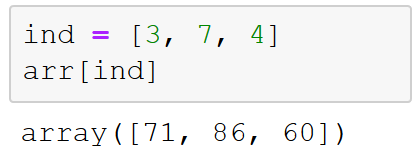 ind = [3, 7, 4]
arr[ind]
array([71, 86, 60])